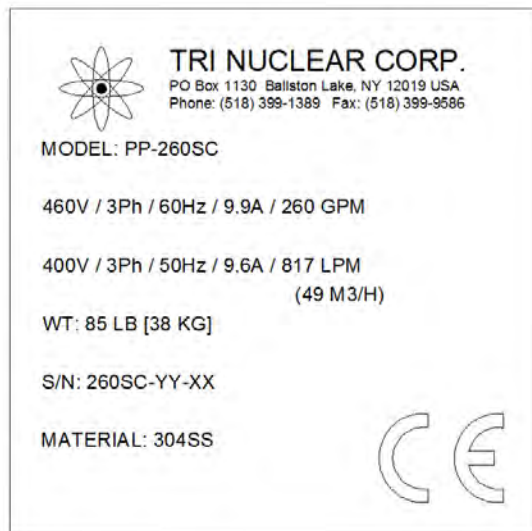 TRI NUCLEAR CORP.
PO Box 1130 Ballston Lake, NY 12019 USA
Phone: (518) 399-1389 Fax: (518) 399-9586
MODEL: PP-260SC
460V / 3Ph / 60Hz / 9.9A / 260 GPM
400V / 3Ph / 50Hz / 9.6A / 817 LPM
(49 M3/H)
WT: 85 LB [38 KG]
S/N: 260SC-YY-XX
MATERIAL: 304SS
CE